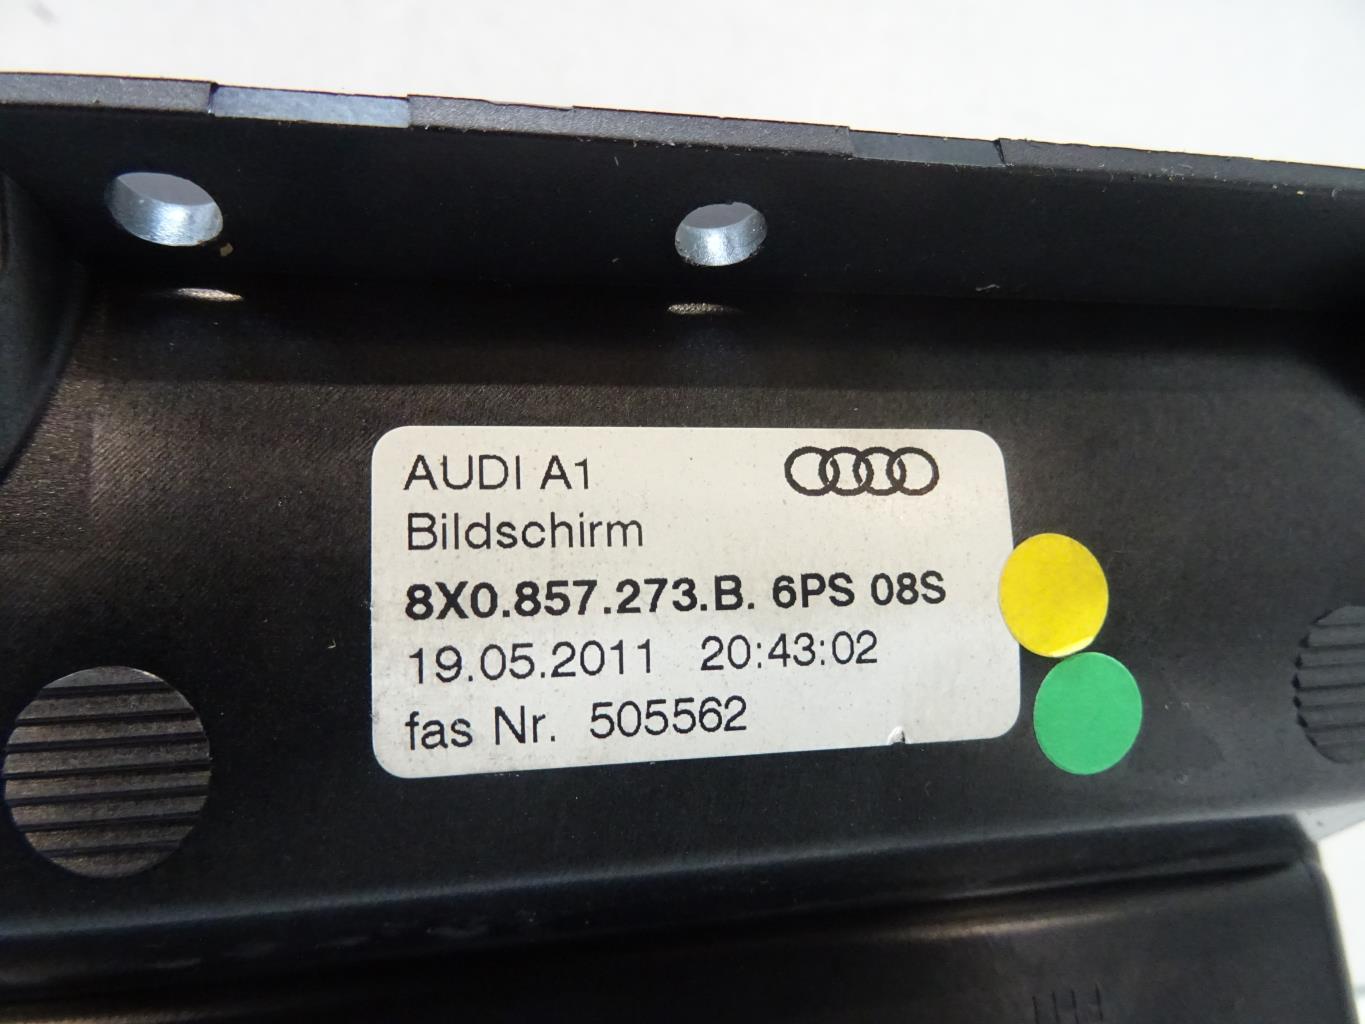 AUDI A1
Bildschirm
8X0.857.273.B. 6PS 08S
19.05.2011 20:43:02
fas Nr. 505562